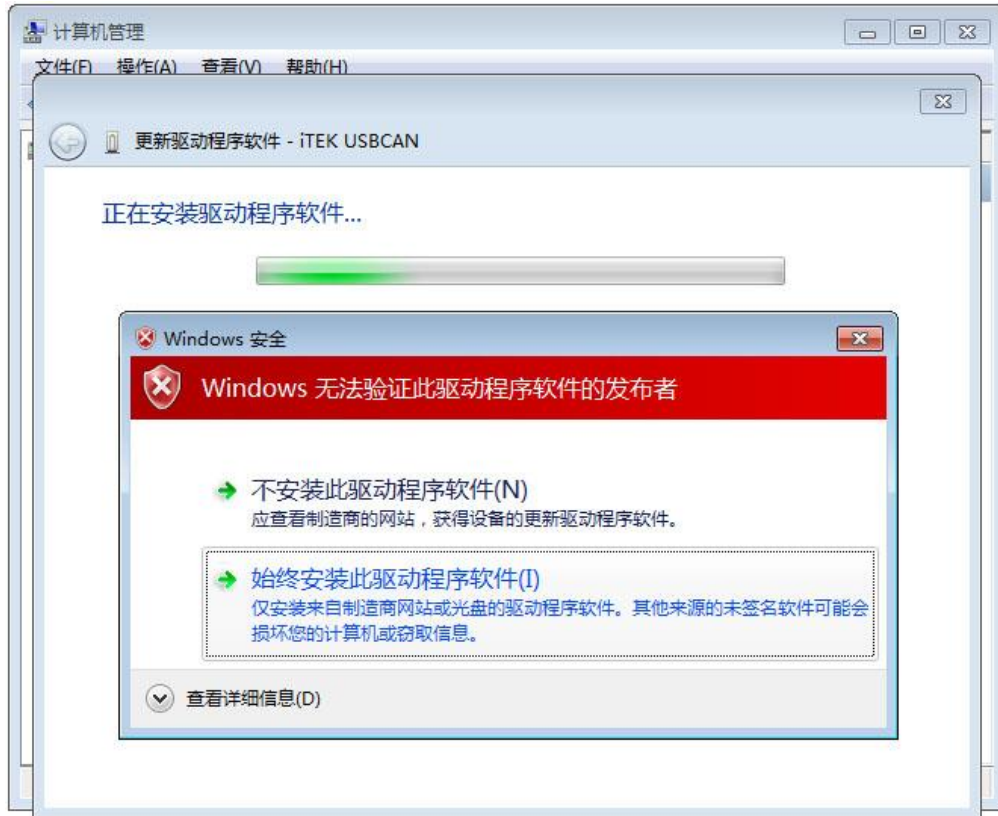 计算机管理
文件(F) 操作(A) 查看(V) 帮助(H)
更新驱动程序软件 - iTEK USBCAN
正在安装驱动程序软件...
Windows 安全
Windows 无法验证此驱动程序软件的发布者
不安装此驱动程序软件(N)
应查看制造商的网站，获得设备的更新驱动程序软件。
始终安装此驱动程序软件(I)
仅安装来自制造商网站或光盘的驱动程序软件。其他来源的未签名软件可能会
损坏您的计算机或窃取信息。
查看详细信息(D)